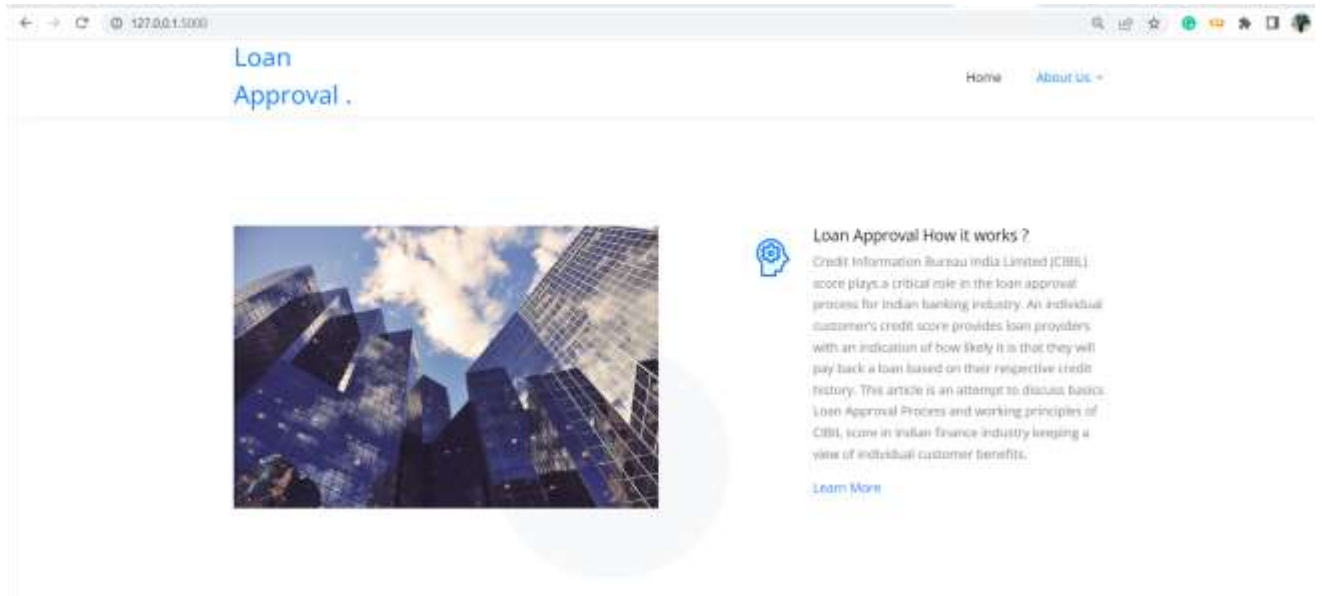 127.0.0.1:5000
Loan
Approval .
Home About Us
Loan Approval How it works ?
Credit Information Bureau India Limited (CIBIL)
score plays a critical role in the loan approval
process for Indian banking industry. An individual
customer's credit score provides loan providers
with an indication of how likely it is that they will
pay back a loan based on their respective credit
history. This article is an attempt to discuss basics
Loan Approval Process and working principles of
CIBIL score in Indian finance industry keeping a
view of individual customer benefits.
Learn More